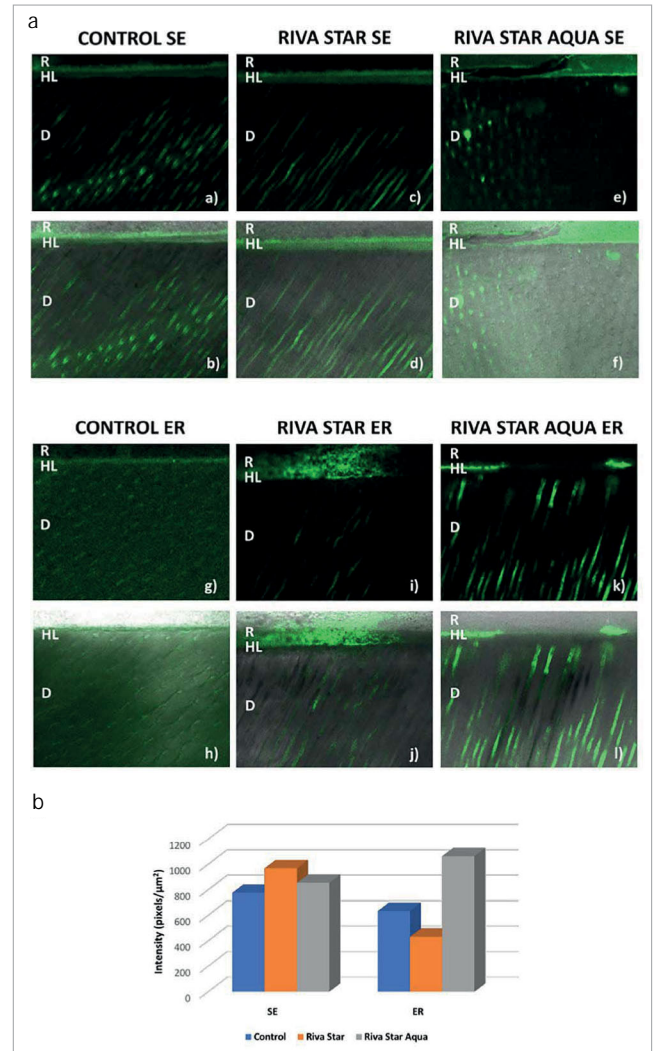 a
CONTROL SE RIVA STAR SE RIVA STAR AQUA SE
R R R
HL HL HL
D D D
a) c) e)
R R R
HL HL HL
D D D
b) d) f)
CONTROL ER RIVA STAR ER RIVA STAR AQUA ER
R R R
HL HL HL
D D D
g) i) k)
HL R R
HL HL
D D D
h) j) l)
b
Intensity (pixels/µm²)
1200
1000
800
600
400
200
0
SE ER
Control Riva Star Riva Star Aqua